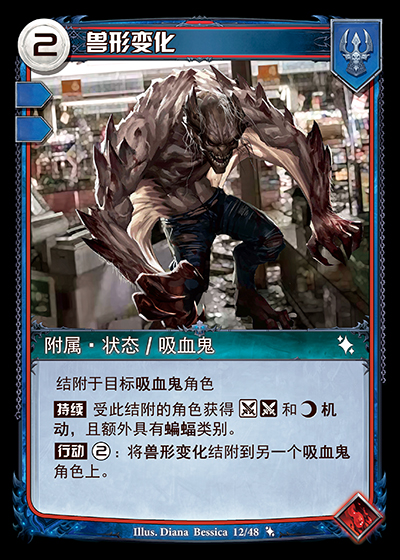 2 兽形变化
附属·状态 / 吸血鬼
结附于目标吸血鬼角色
持续 受此结附的角色获得 和 机
动，且额外具有蝙蝠类别。
行动 2：将兽形变化结附到另一个吸血鬼
角色上。
Illus. Diana Bessica 12/48